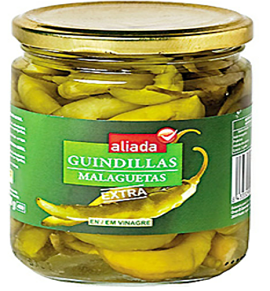 aliada
GUINDILLAS
MALAGUETAS
EXTRA
EN / EM VINAGRE